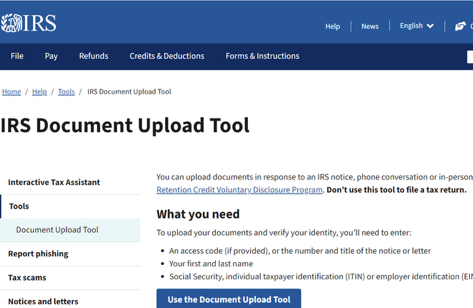 IRS
Help
News
English
File
Pay
Refunds
Credits & Deductions
Forms & Instructions
Home / Help / Tools / IRS Document Upload Tool
IRS Document Upload Tool
Interactive Tax Assistant
Tools
Document Upload Tool
Report phishing
Tax scams
Notices and letters
You can upload documents in response to an IRS notice, phone conversation or in-person
Retention Credit Voluntary Disclosure Program. Don't use this tool to file a tax return.
What you need
To upload your documents and verify your identity, you'll need to enter:
• An access code (if provided), or the number and title of the notice or letter
• Your first and last name
• Social Security, individual taxpayer identification (ITIN) or employer identification
Use the Document Upload Tool